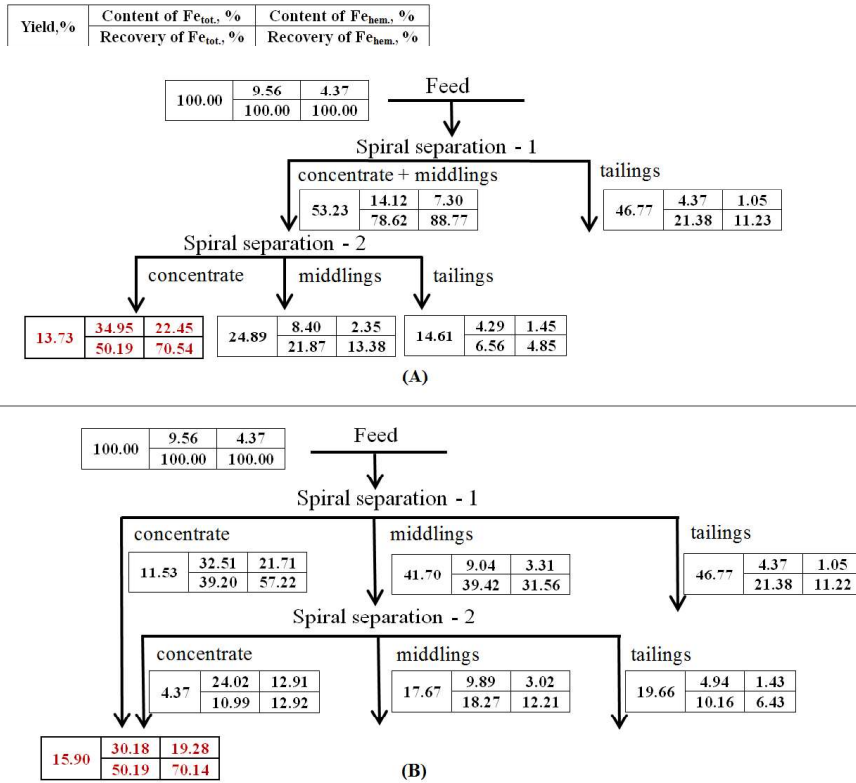 Yield,% Content of Fetot., % Content of Fehem., %
Recovery of Fetot., % Recovery of Fehem., %
100.00 9.56 4.37 Feed
100.00 100.00
Spiral separation - 1
concentrate + middlings tailings
53.23 14.12 7.30 46.77 4.37 1.05
78.62 88.77 21.38 11.23
Spiral separation - 2
concentrate middlings tailings
13.73 34.95 22.45 24.89 8.40 2.35 14.61 4.29 1.45
50.19 70.54 21.87 13.38 6.56 4.85
(A)
100.00 9.56 4.37 Feed
100.00 100.00
Spiral separation - 1
concentrate middlings tailings
11.53 32.51 21.71 41.70 9.04 3.31 46.77 4.37 1.05
39.20 57.22 39.42 31.56 21.38 11.22
Spiral separation - 2
concentrate middlings tailings
4.37 24.02 12.91 17.67 9.89 3.02 19.66 4.94 1.43
10.99 12.92 18.27 12.21 10.16 6.43
15.90 30.18 19.28
50.19 70.14
(B)